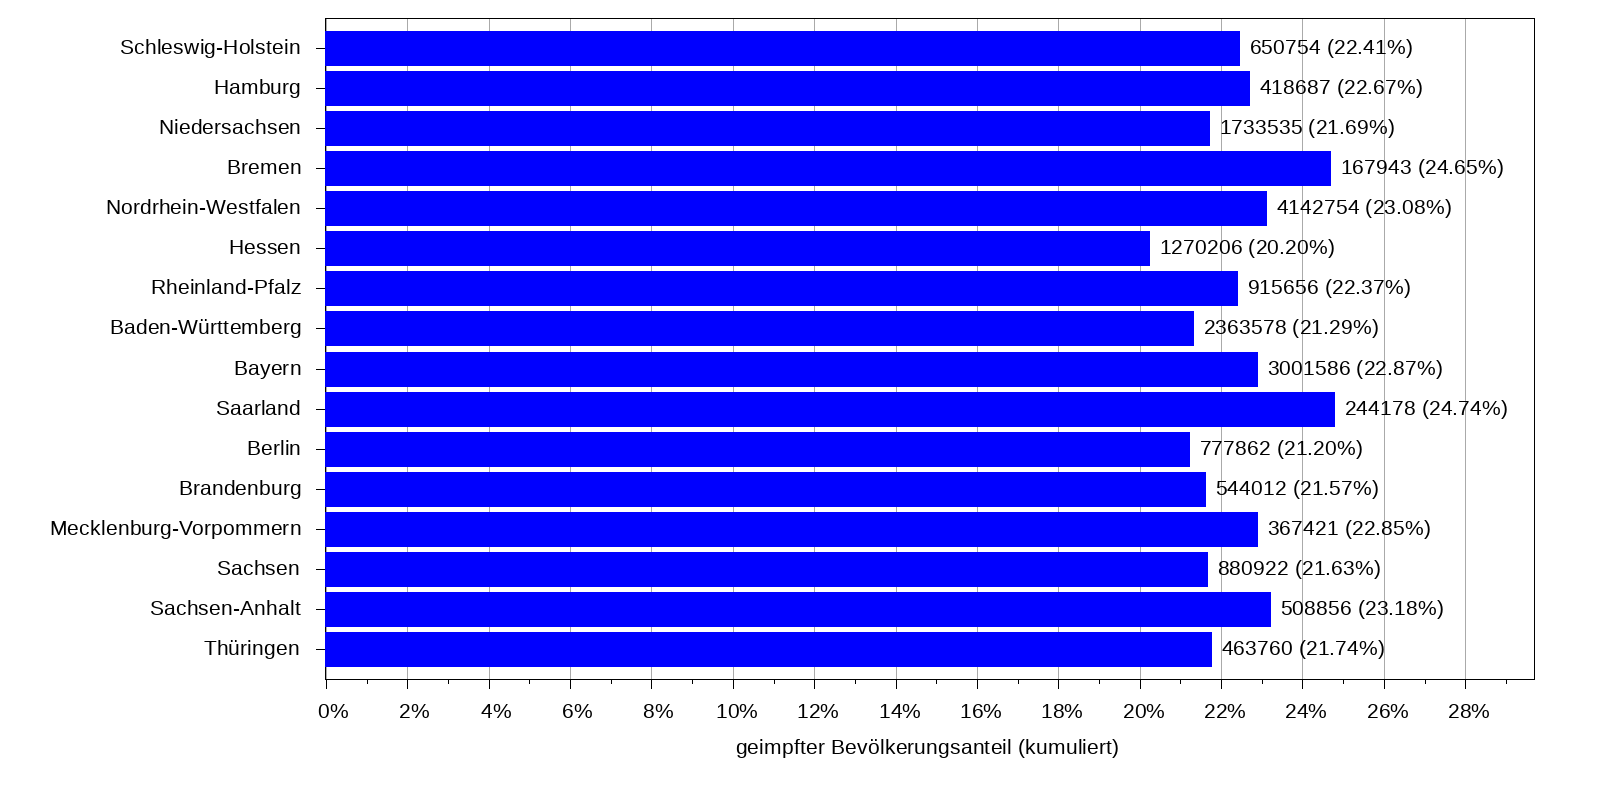 Schleswig-Holstein 650754 (22.41%)
Hamburg 418687 (22.67%)
Niedersachsen 1733535 (21.69%)
Bremen 167943 (24.65%)
Nordrhein-Westfalen 4142754 (23.08%)
Hessen 1270206 (20.20%)
Rheinland-Pfalz 915656 (22.37%)
Baden-Württemberg 2363578 (21.29%)
Bayern 3001586 (22.87%)
Saarland 244178 (24.74%)
Berlin 777862 (21.20%)
Brandenburg 544012 (21.57%)
Mecklenburg-Vorpommern 367421 (22.85%)
Sachsen 880922 (21.63%)
Sachsen-Anhalt 508856 (23.18%)
Thüringen 463760 (21.74%)
0% 2% 4% 6% 8% 10% 12% 14% 16% 18% 20% 22% 24% 26% 28%
geimpfter Bevölkerungsanteil (kumuliert)